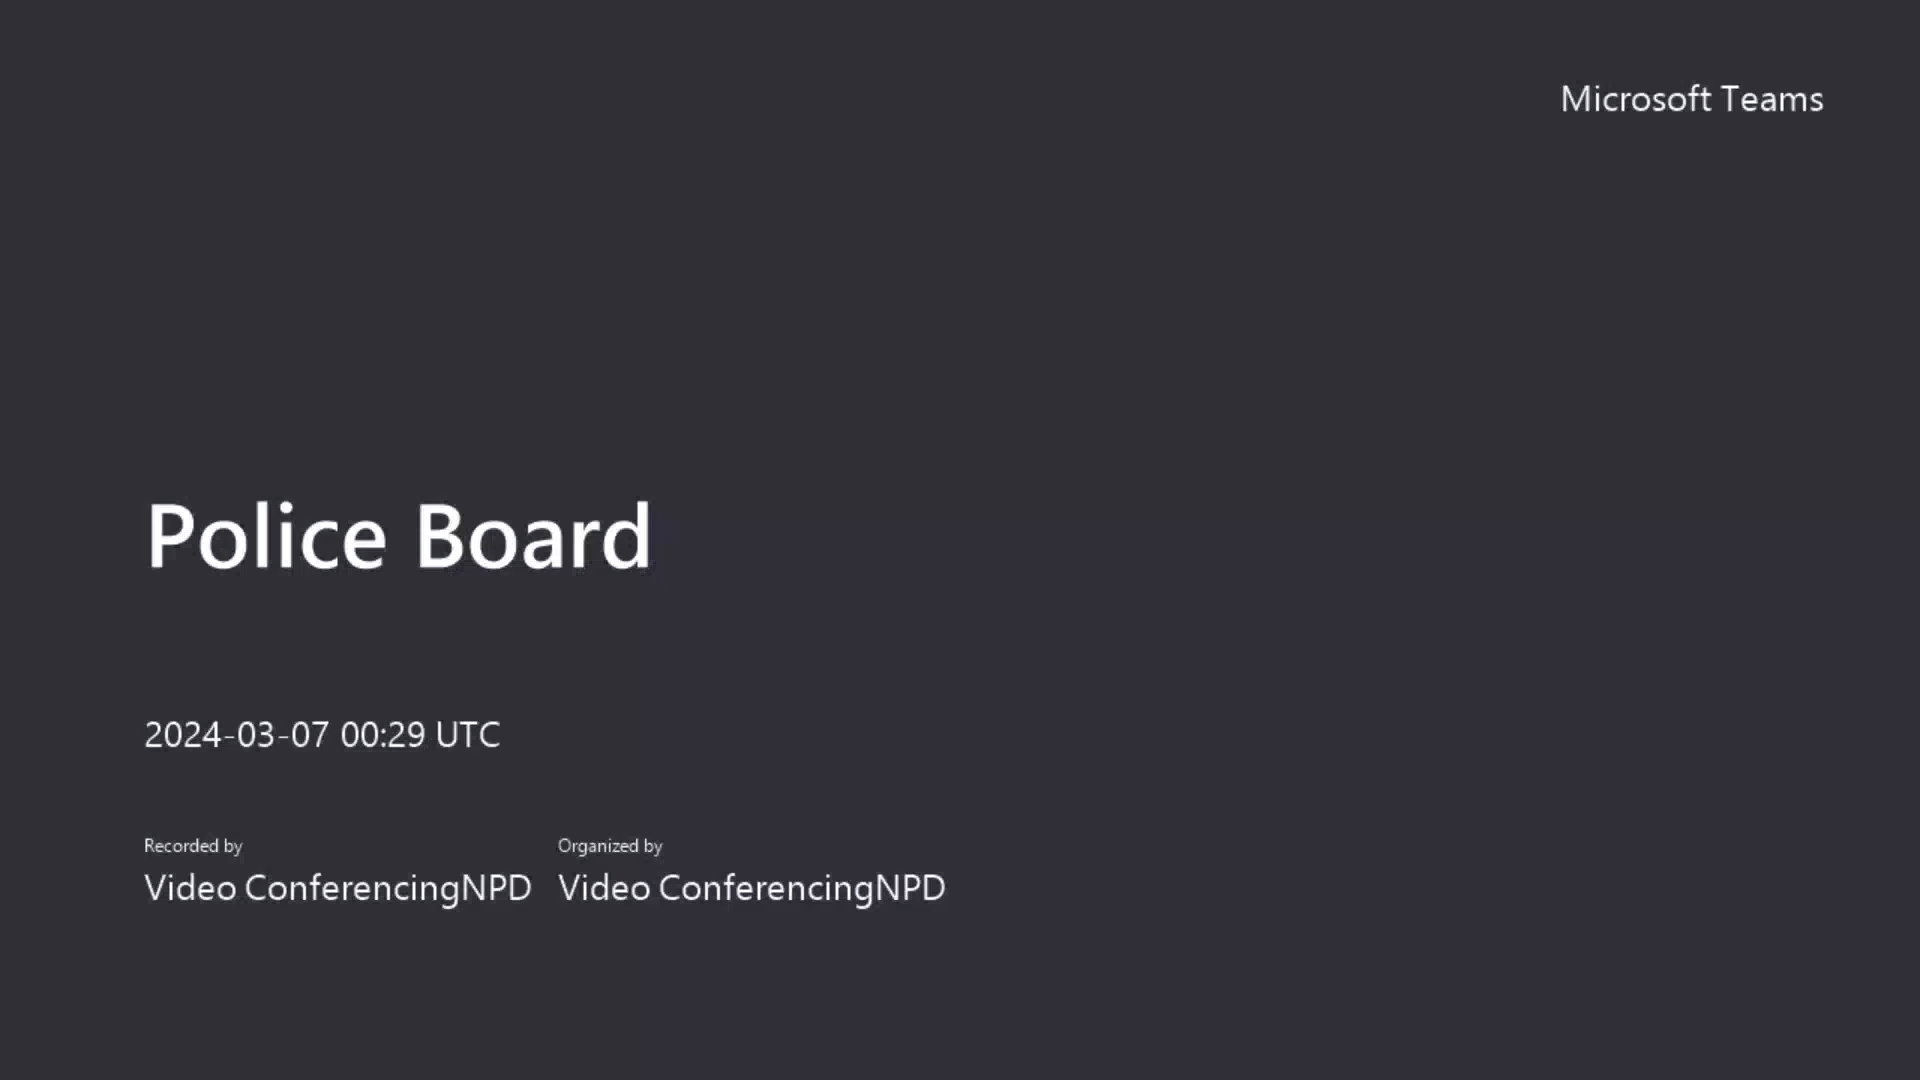 Microsoft Teams
Police Board
2024-03-07 00:29 UTC
Recorded by
Video ConferencingNPD
Organized by
Video ConferencingNPD